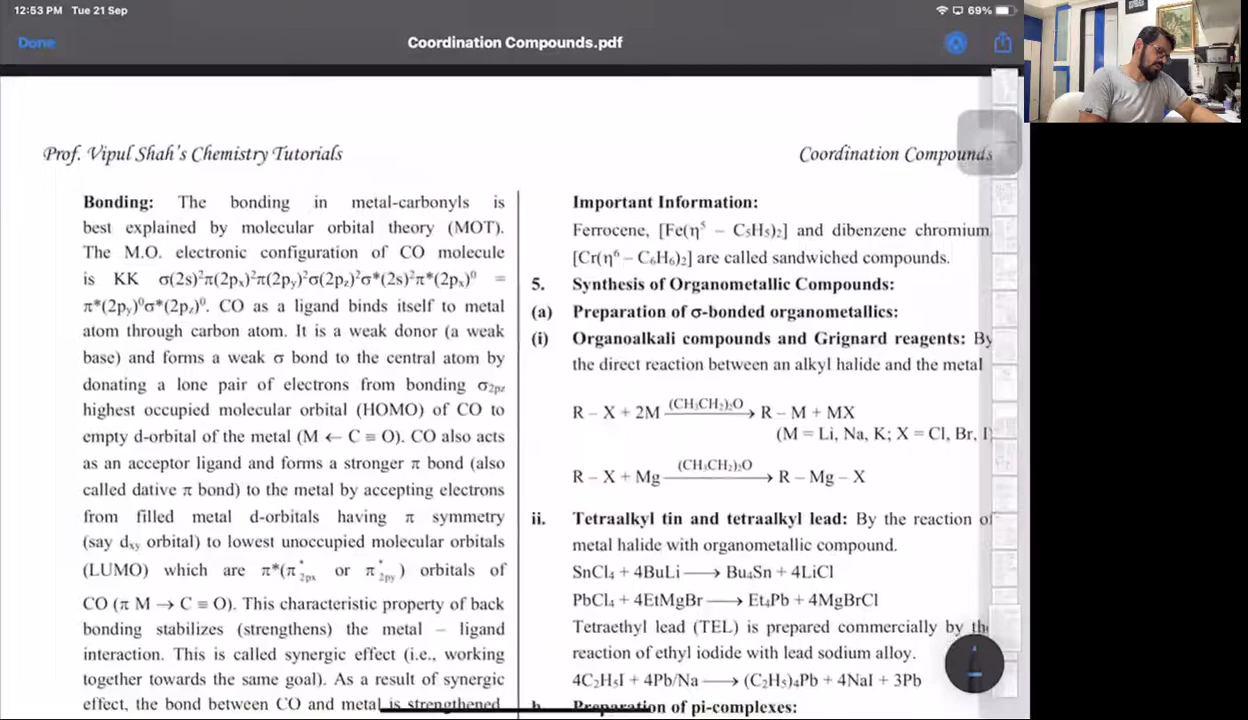 12:53 PM Tue 21 Sep
69%
Done
Coordination Compounds.pdf
Prof. Vipul Shah's Chemistry Tutorials
Coordination Compounds
Bonding: The bonding in metal-carbonyls is
best explained by molecular orbital theory (MOT).
The M.O. electronic configuration of CO molecule
is KK σ(2s)²π(2pₓ)²π(2pᵧ)²σ(2p_z)²σ*(2s)²π*(2pₓ)⁰ =
π*(2pᵧ)⁰σ*(2p_z)⁰. CO as a ligand binds itself to metal
atom through carbon atom. It is a weak donor (a weak
base) and forms a weak σ bond to the central atom by
donating a lone pair of electrons from bonding σ2pz
highest occupied molecular orbital (HOMO) of CO to
empty d-orbital of the metal (M ← C ≡ O). CO also acts
as an acceptor ligand and forms a stronger π bond (also
called dative π bond) to the metal by accepting electrons
from filled metal d-orbitals having π symmetry
(say dxy orbital) to lowest unoccupied molecular orbitals
(LUMO) which are π*(π*2px or π*2py) orbitals of
CO (π M → C ≡ O). This characteristic property of back
bonding stabilizes (strengthens) the metal – ligand
interaction. This is called synergic effect (i.e., working
together towards the same goal). As a result of synergic
effect, the bond between CO and metal is strengthened
Important Information:
Ferrocene, [Fe(η⁵ – C₅H₅)₂] and dibenzene chromium
[Cr(η⁶ – C₆H₆)₂] are called sandwiched compounds.
5. Synthesis of Organometallic Compounds:
(a) Preparation of σ-bonded organometallics:
(i) Organoalkali compounds and Grignard reagents: By
the direct reaction between an alkyl halide and the metal
R – X + 2M (CH₃CH₂)₂O → R – M + MX
(M = Li, Na, K; X = Cl, Br, I)
R – X + Mg (CH₃CH₂)₂O → R – Mg – X
ii. Tetraalkyl tin and tetraalkyl lead: By the reaction of
metal halide with organometallic compound.
SnCl₄ + 4BuLi → Bu₄Sn + 4LiCl
PbCl₄ + 4EtMgBr → Et₄Pb + 4MgBrCl
Tetraethyl lead (TEL) is prepared commercially by the
reaction of ethyl iodide with lead sodium alloy.
4C₂H₅I + 4Pb/Na → (C₂H₅)₄Pb + 4NaI + 3Pb
b. Preparation of pi-complexes: